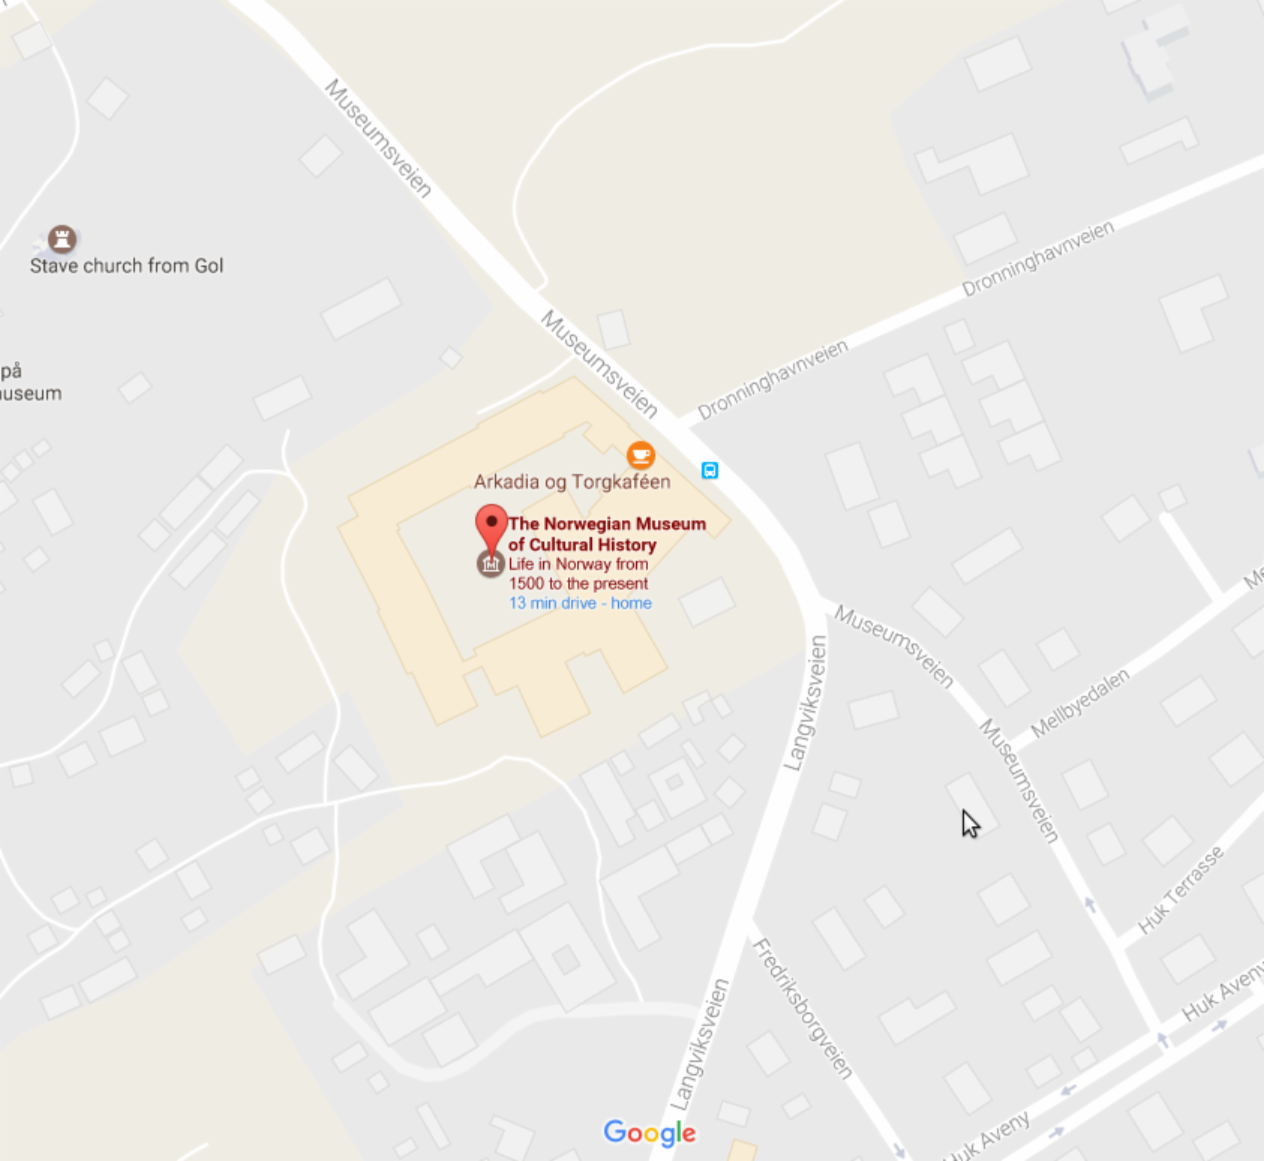 Museumsveien
Stave church from Gol
på
Museumsveien
Dronninghavnveien
Dronninghavnveien
Arkadia og Torgkaféen
The Norwegian Museum
of Cultural History
Life in Norway from
1500 to the present
13 min drive - home
Museumsveien
Langviksveien
Mellbyedalen
Museumsveien
Huk Terrasse
Fredriksborgveien
Langviksveien
Huk Aveny
Huk Aveny
Google